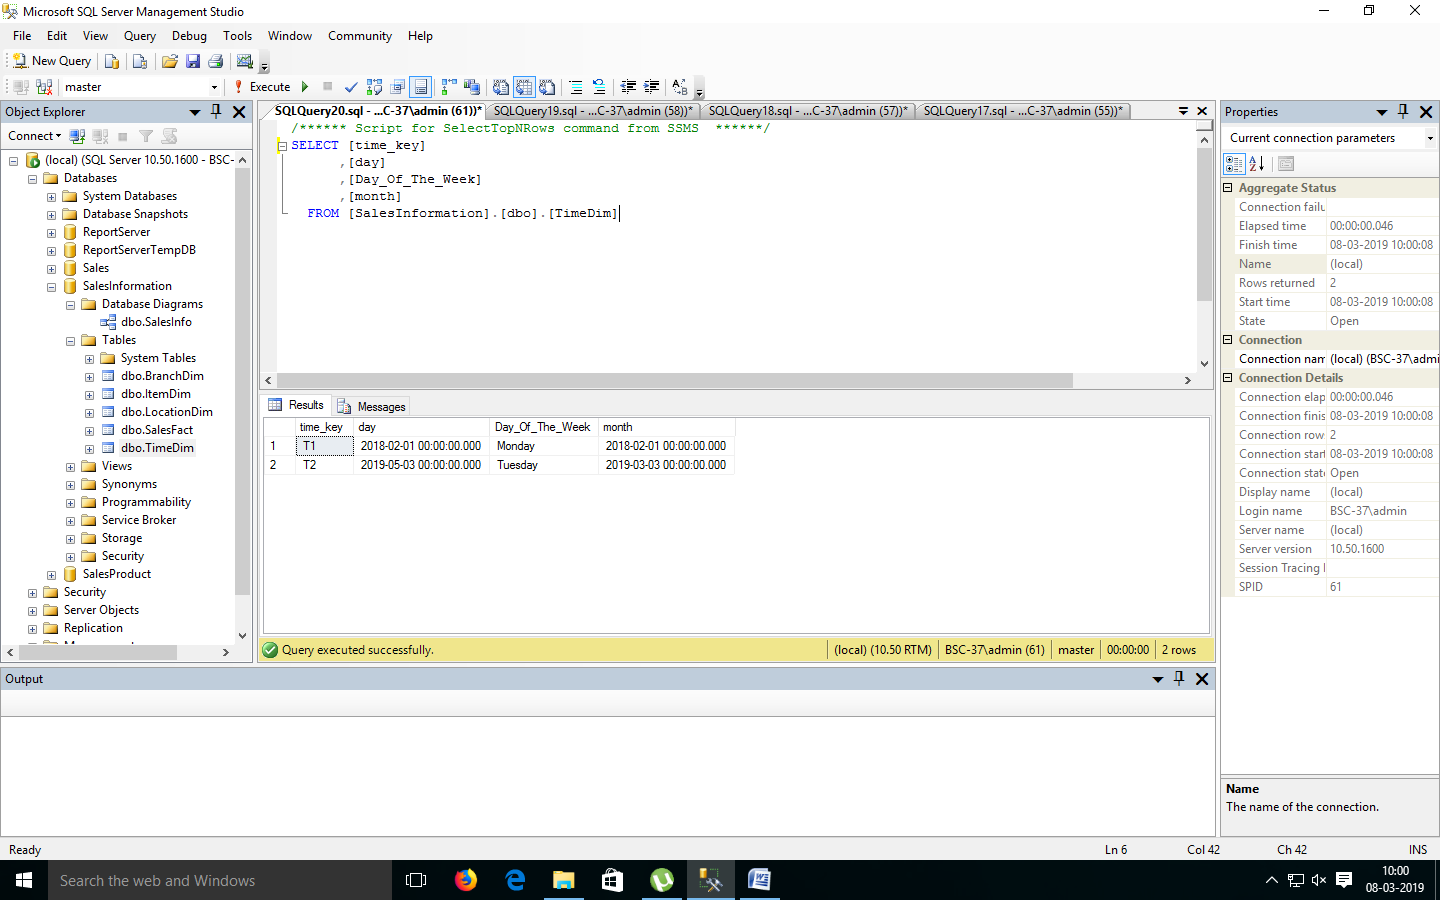 Microsoft SQL Server Management Studio
File Edit View Query Debug Tools Window Community Help
New Query
master
Execute
Object Explorer
Connect
(local) (SQL Server 10.50.1600 - BSC-
Databases
System Databases
Database Snapshots
ReportServer
ReportServerTempDB
Sales
SalesInformation
Database Diagrams
dbo.SalesInfo
Tables
System Tables
dbo.BranchDim
dbo.ItemDim
dbo.LocationDim
dbo.SalesFact
dbo.TimeDim
Views
Synonyms
Programmability
Service Broker
Storage
Security
SalesProduct
Security
Server Objects
Replication
SQLQuery20.sql - ...C-37\admin (61))* SQLQuery19.sql - ...C-37\admin (58))* SQLQuery18.sql - ...C-37\admin (57))* SQLQuery17.sql - ...C-37\admin (55))*
/****** Script for SelectTopNRows command from SSMS ******/
SELECT [time_key]
,[day]
,[Day_Of_The_Week]
,[month]
FROM [SalesInformation].[dbo].[TimeDim]
Results Messages
time_key day Day_Of_The_Week month
1 T1 2018-02-01 00:00:00.000 Monday 2018-02-01 00:00:00.000
2 T2 2019-05-03 00:00:00.000 Tuesday 2019-03-03 00:00:00.000
Query executed successfully. (local) (10.50 RTM) BSC-37\admin (61) master 00:00:00 2 rows
Properties
Current connection parameters
Aggregate Status
Connection failu
Elapsed time 00:00:00.046
Finish time 08-03-2019 10:00:08
Name (local)
Rows returned 2
Start time 08-03-2019 10:00:08
State Open
Connection
Connection nam (local) (BSC-37\admi
Connection Details
Connection elap 00:00:00.046
Connection finis 08-03-2019 10:00:08
Connection row: 2
Connection start 08-03-2019 10:00:08
Connection state Open
Display name (local)
Login name BSC-37\admin
Server name (local)
Server version 10.50.1600
Session Tracing I
SPID 61
Name
The name of the connection.
Output
Ready Ln 6 Col 42 Ch 42 INS
Search the web and Windows
10:00
08-03-2019